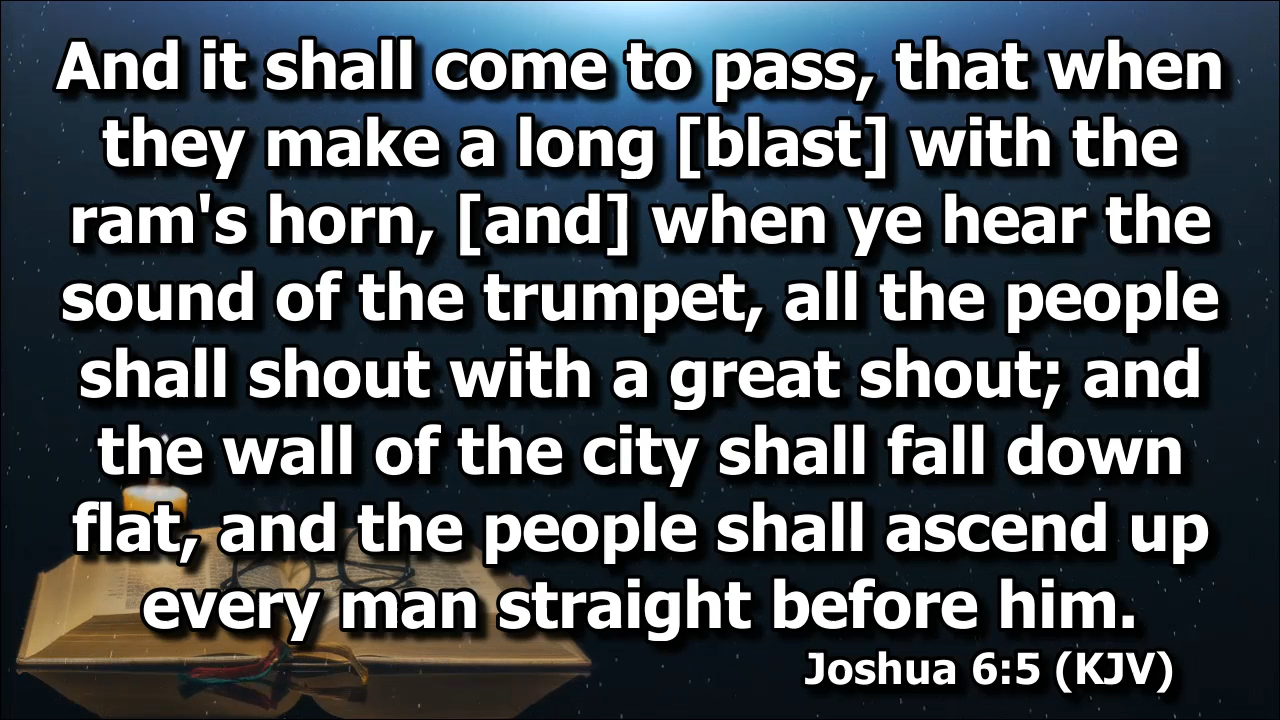 And it shall come to pass, that when
they make a long [blast] with the
ram's horn, [and] when ye hear the
sound of the trumpet, all the people
shall shout with a great shout; and
the wall of the city shall fall down
flat, and the people shall ascend up
every man straight before him.
Joshua 6:5 (KJV)